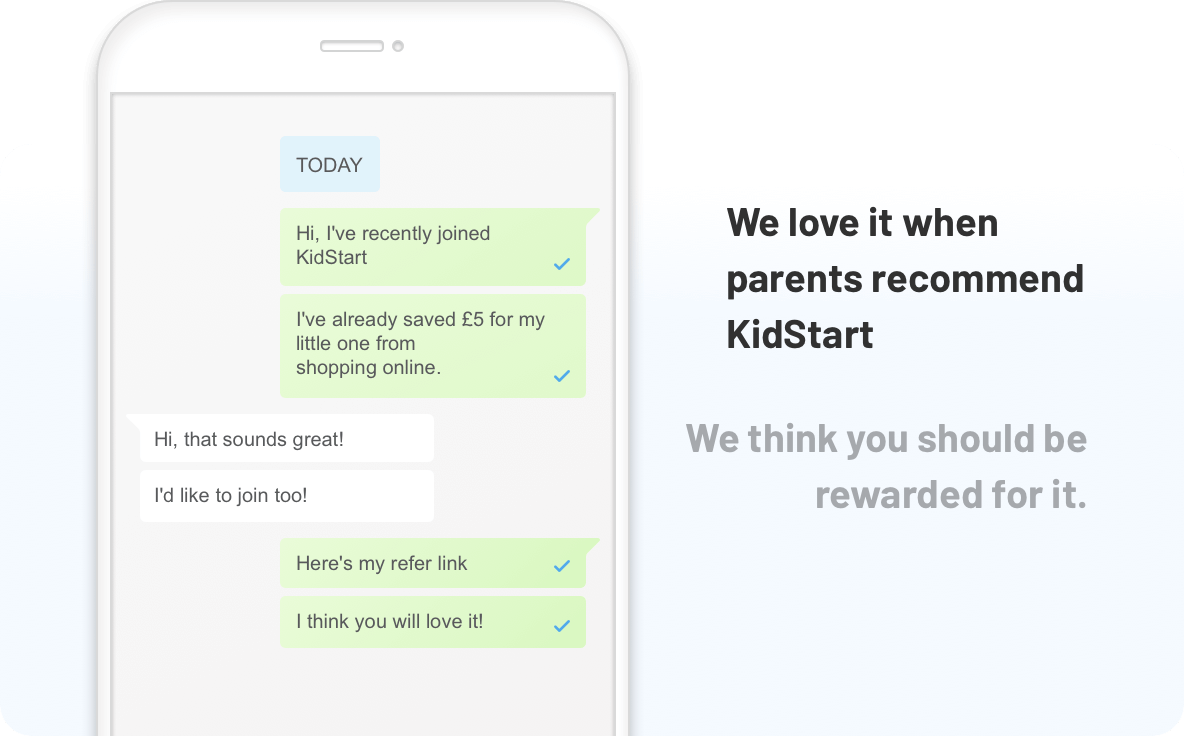 TODAY
Hi, I've recently joined
KidStart
I've already saved £5 for my
little one from
shopping online.
Hi, that sounds great!
I'd like to join too!
Here's my refer link
I think you will love it!
We love it when
parents recommend
KidStart
We think you should be
rewarded for it.